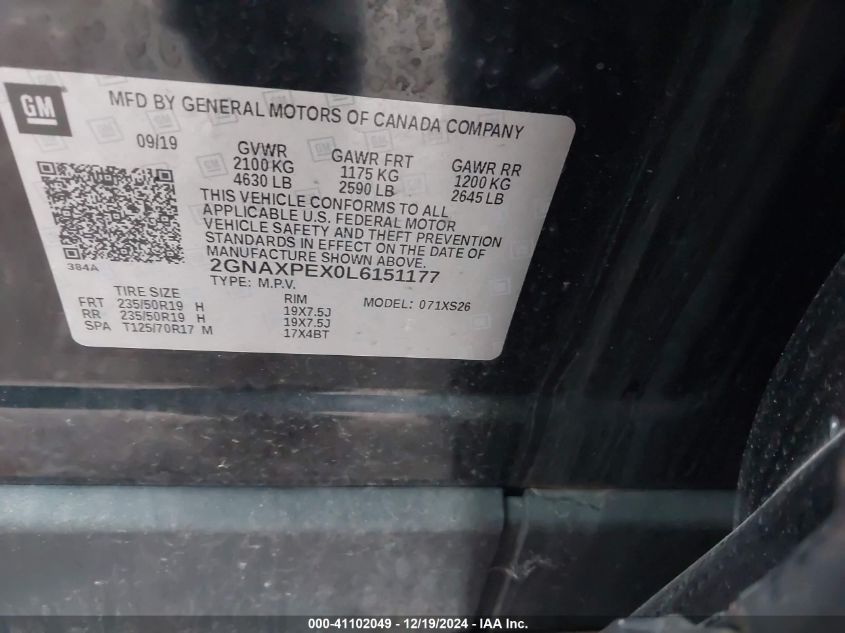 GM
MFD BY GENERAL MOTORS OF CANADA COMPANY
09/19
GVWR
2100 KG
4630 LB
GAWR FRT
1175 KG
2590 LB
GAWR RR
1200 KG
2645 LB
THIS VEHICLE CONFORMS TO ALL
APPLICABLE U.S. FEDERAL MOTOR
VEHICLE SAFETY AND THEFT PREVENTION
STANDARDS IN EFFECT ON THE DATE OF
MANUFACTURE SHOWN ABOVE.
384A
2GNAXPEX0L6151177
TYPE: M.P.V.
MODEL: 071XS26
TIRE SIZE RIM
FRT 235/50R19 H 19X7.5J
RR 235/50R19 H 19X7.5J
SPA T125/70R17 M 17X4BT
000-41102049 - 12/19/2024 - IAA Inc.